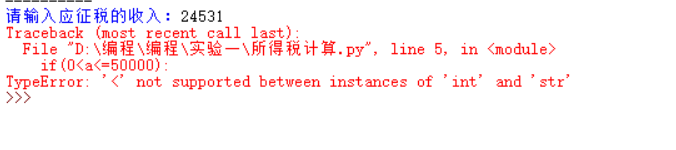 ----------
请输入应征税的收入：24531
Traceback (most recent call last):
  File "D:\编程\编程\实验一\所得税计算.py", line 5, in <module>
    if(0<a<=50000):
TypeError: '<' not supported between instances of 'int' and 'str'
>>>